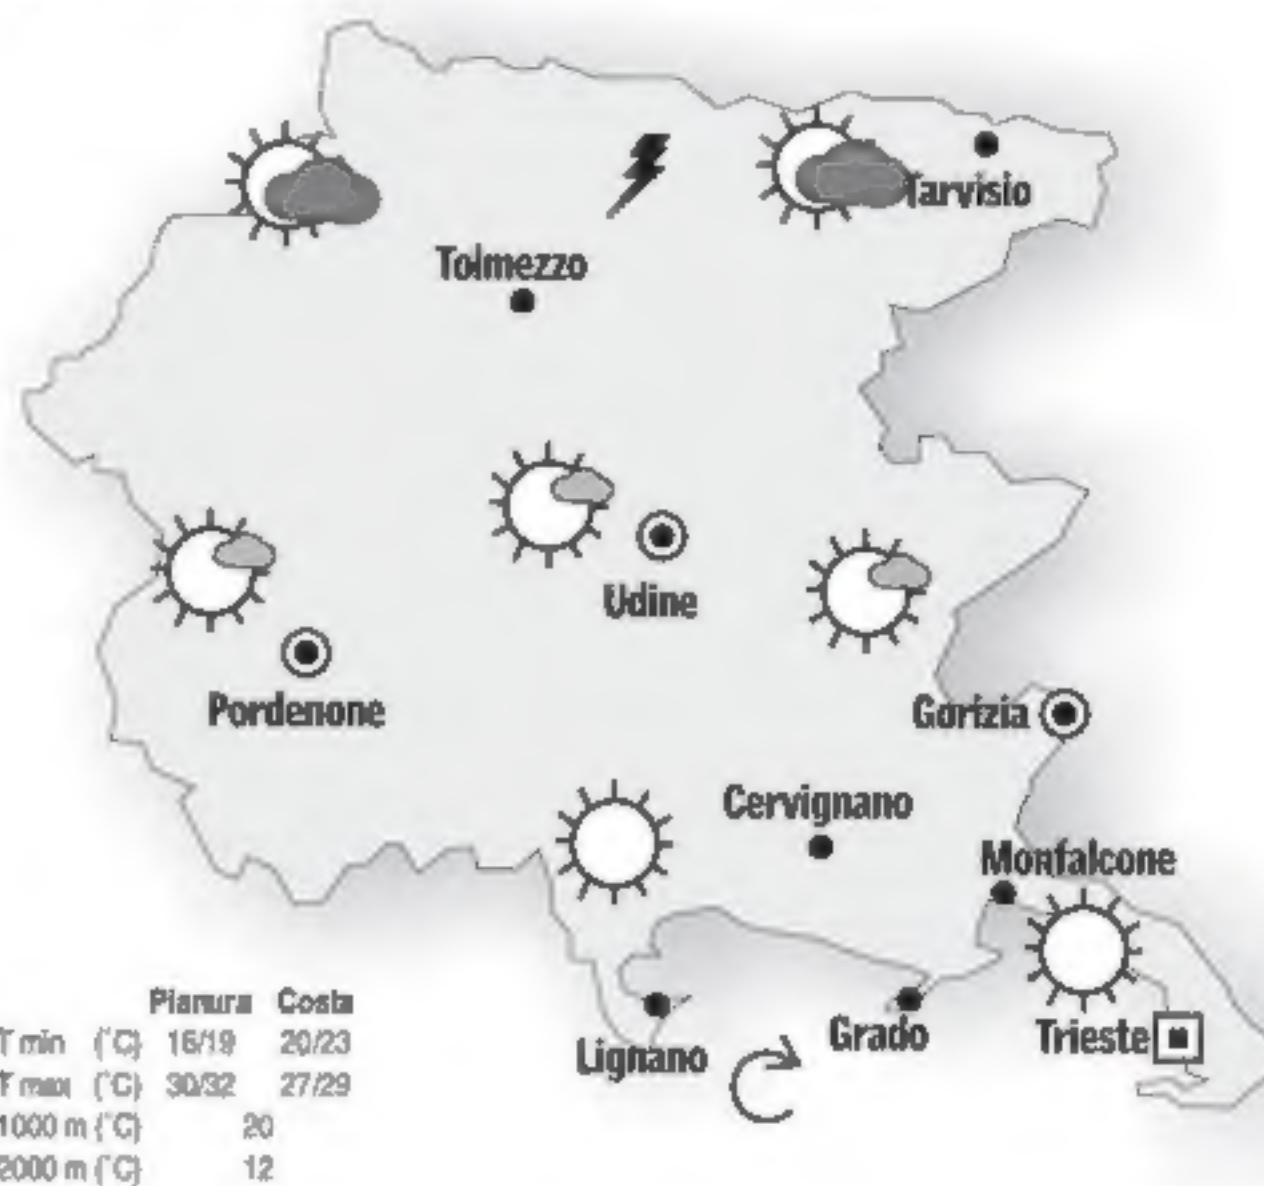 Tarvisio
Tolmezzo
Udine
Pordenone
Gorizia
Cervignano
Monfalcone
Grado
Trieste
Lignano
Pianura Costa
T min (°C) 16/19 20/23
T max (°C) 30/32 27/29
1000 m (°C) 20
2000 m (°C) 12